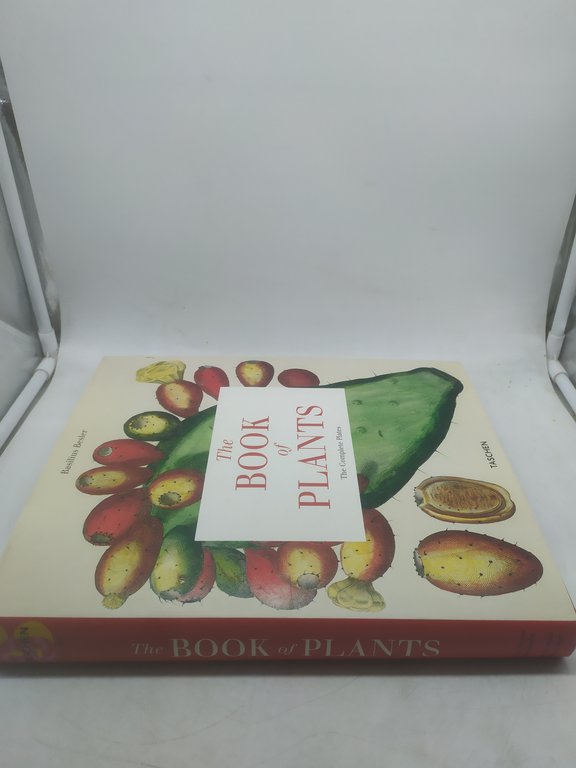 Basilius Besler
The
BOOK
of
PLANTS
The Complete Plates
TASCHEN
The BOOK of PLANTS